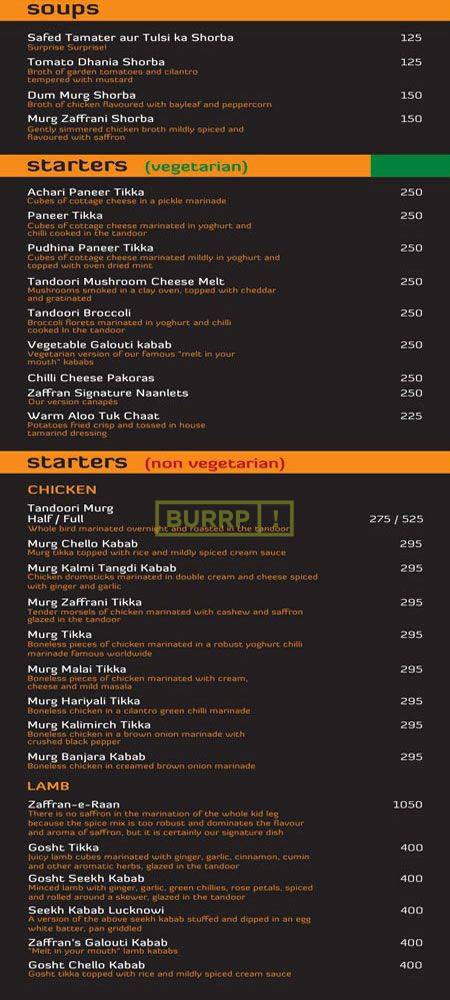 soups
Safed Tamater aur Tulsi ka Shorba 125
Surprise Surprise!
Tomato Dhania Shorba 125
Broth of garden tomatoes and cilantro
tempered with mustard
Dum Murg Shorba 150
Broth of chicken flavoured with bayleaf and peppercorn
Murg Zaffrani Shorba 150
Gently simmered chicken broth mildly spiced and
flavoured with saffron
starters (vegetarian)
Achari Paneer Tikka 250
Cubes of cottage cheese in a pickle marinade
Paneer Tikka 250
Cubes of cottage cheese marinated in yoghurt and
chilli cooked in the tandoor
Pudhina Paneer Tikka 250
Cubes of cottage cheese marinated mildly in yoghurt and
topped with oven dried mint
Tandoori Mushroom Cheese Melt 250
Mushrooms smoked in a clay oven, topped with cheddar
and gratinated
Tandoori Broccoli 250
Broccoli florets marinated in yoghurt and chilli
cooked In the tandoor
Vegetable Galouti kabab 250
Vegetarian version of our famous "melt in your
mouth" kababs
Chilli Cheese Pakoras 250
Zaffran Signature Naanlets 250
Our version canapés
Warm Aloo Tuk Chaat 225
Potatoes fried crisp and tossed in house
tamarind dressing
starters (non vegetarian)
CHICKEN
Tandoori Murg
Half / Full 275 / 525
Whole bird marinated overnight and roasted in the tandoor
BURRP!
Murg Chello Kabab 295
Murg tikka topped with rice and mildly spiced cream sauce
Murg Kalmi Tangdi Kabab 295
Chicken drumsticks marinated in double cream and cheese spiced
with ginger and garlic
Murg Zaffrani Tikka 295
Tender morsels of chicken marinated with cashew and saffron
glazed in the tandoor
Murg Tikka 295
Boneless pieces of chicken marinated in a robust yoghurt chilli
marinade famous worldwide
Murg Malai Tikka 295
Boneless pieces of chicken marinated with cream,
cheese and mild masala
Murg Hariyali Tikka 295
Boneless chicken in a cilantro green chilli marinade
Murg Kalimirch Tikka 295
Boneless chicken in a brown onion marinade with
crushed black pepper
Murg Banjara Kabab 295
Boneless chicken in creamed brown onion marinade
LAMB
Zaffran-e-Raan 1050
There is no saffron in the marination of the whole kid leg
because the spice mix is too robust and dominates the flavour
and aroma of saffron, but it is certainly our signature dish
Gosht Tikka 400
Juicy lamb cubes marinated with ginger, garlic, cinnamon, cumin
and other aromatic herbs, glazed in the tandoor
Gosht Seekh Kabab 400
Minced lamb with ginger, garlic, green chillies, rose petals, spiced
and rolled around a skewer, glazed in the tandoor
Seekh Kabab Lucknowi 400
A version of the above seekh kabab stuffed and dipped in an egg
white batter, pan griddled
Zaffran's Galouti Kabab 400
"Melt in your mouth" lamb kababs
Gosht Chello Kabab 400
Gosht tikka topped with rice and mildly spiced cream sauce